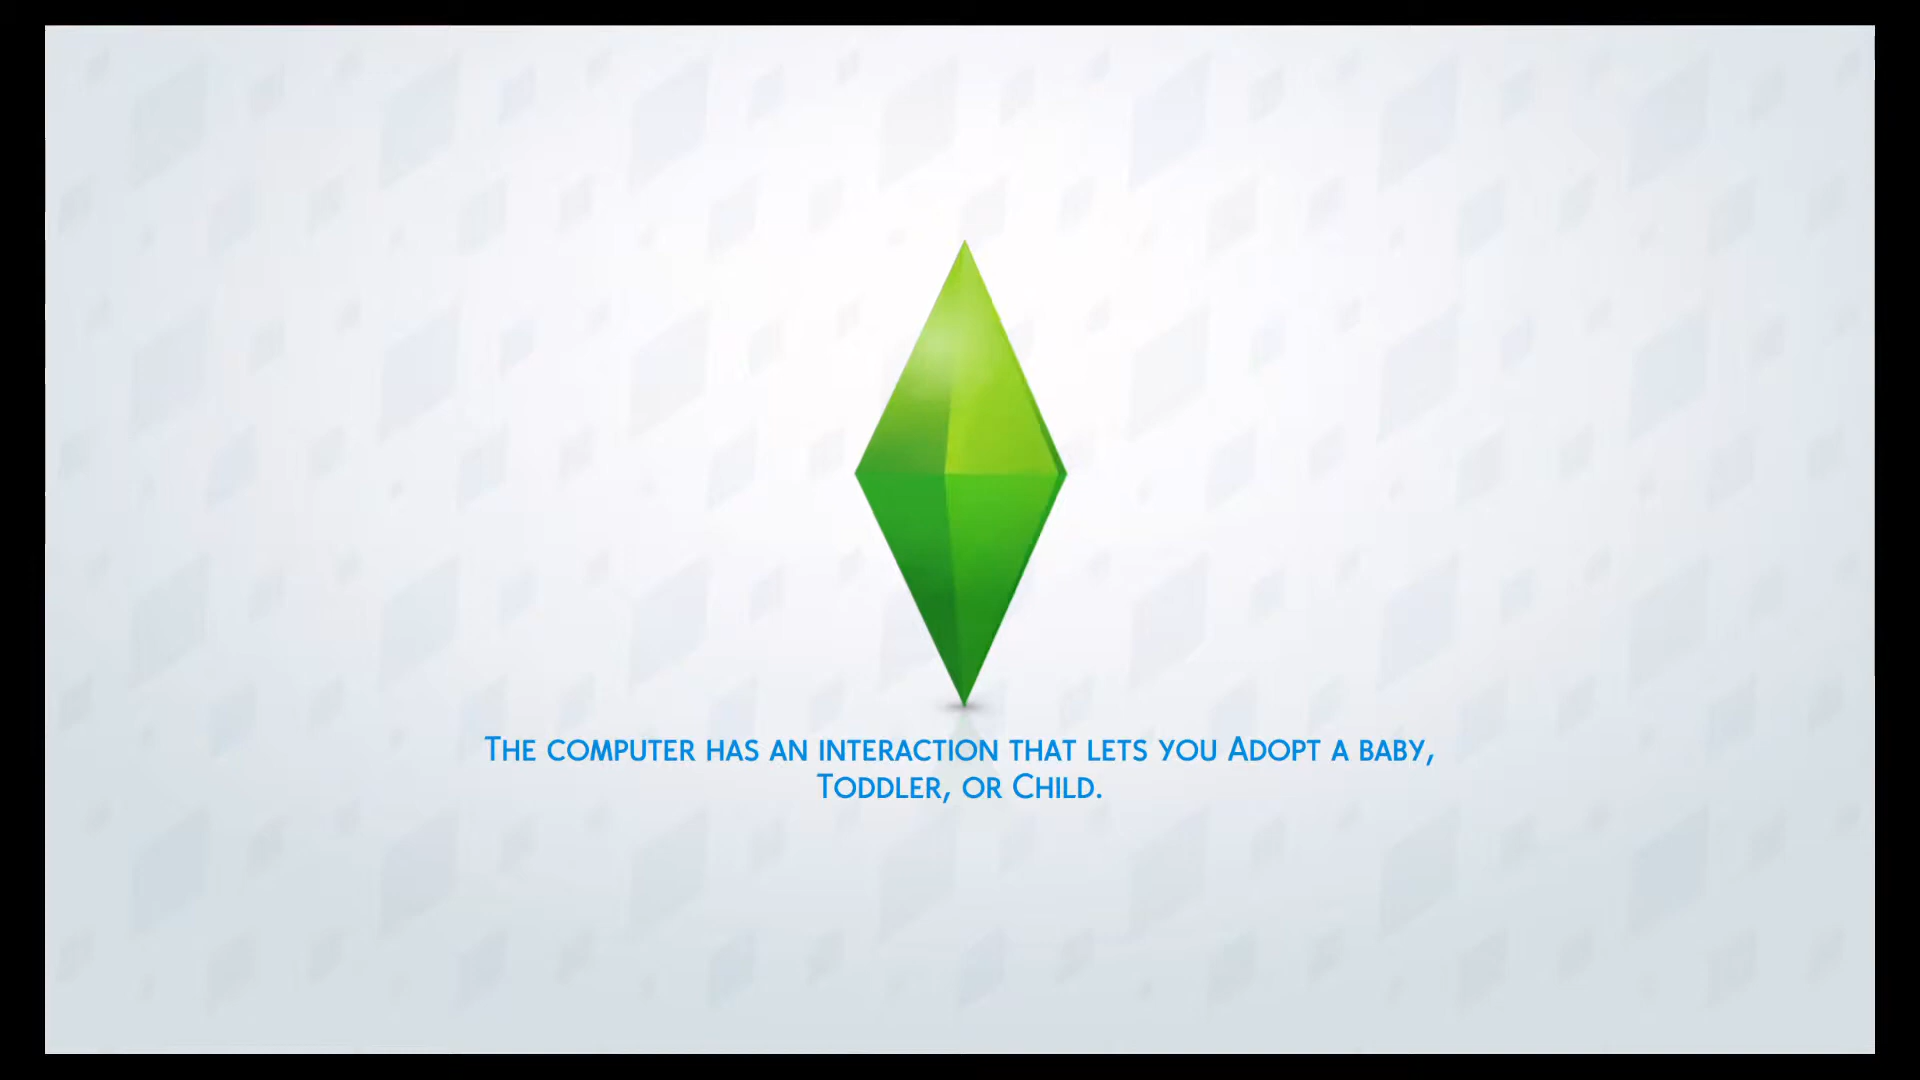 The computer has an interaction that lets you Adopt a baby,
Toddler, or Child.